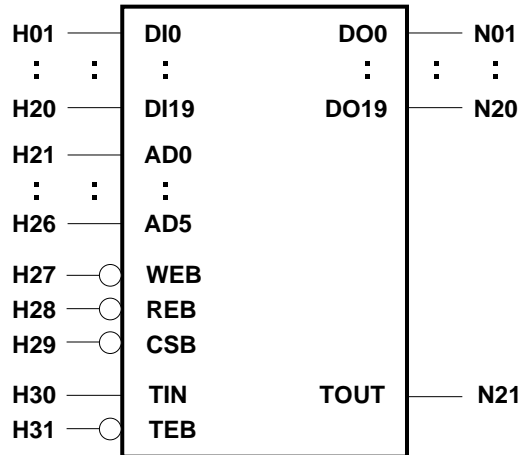 H01 DI0 DO0 N01
: : : : : :
H20 DI19 DO19 N20
H21 AD0
: : :
H26 AD5
H27 WEB
H28 REB
H29 CSB
H30 TIN TOUT N21
H31 TEB